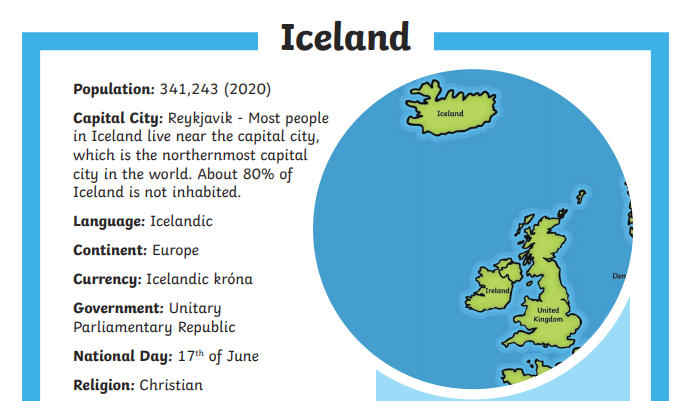 Iceland
Population: 341,243 (2020)
Capital City: Reykjavik - Most people
in Iceland live near the capital city,
which is the northernmost capital
city in the world. About 80% of
Iceland is not inhabited.
Language: Icelandic
Continent: Europe
Currency: Icelandic króna
Government: Unitary
Parliamentary Republic
National Day: 17th of June
Religion: Christian
Iceland
Ireland
United
Kingdom
Den